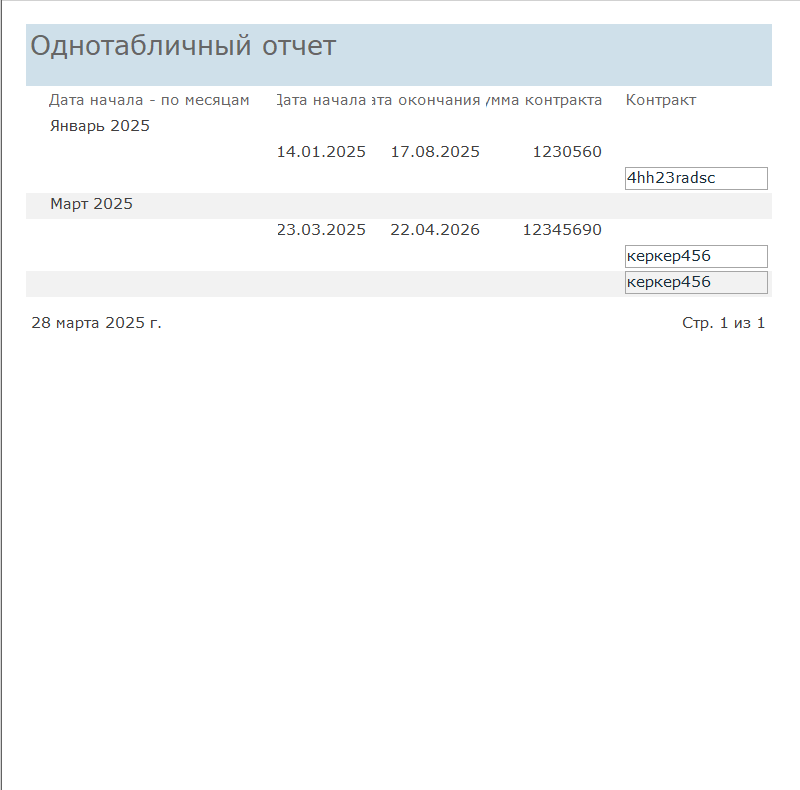 Однотабличный отчет
Дата начала - по месяцам Дата начала ата окончания умма контракта Контракт
Январь 2025
14.01.2025 17.08.2025 1230560
4hh23radsc
Март 2025
23.03.2025 22.04.2026 12345690
керкер456
керкер456
28 марта 2025 г. Стр. 1 из 1